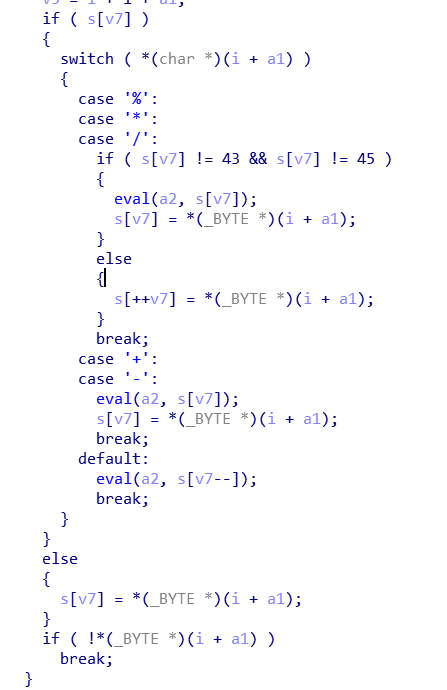 if ( s[v7] )
{
switch ( *(char *)(i + a1) )
{
case '%':
case '*':
case '/':
if ( s[v7] != 43 && s[v7] != 45 )
{
eval(a2, s[v7]);
s[v7] = *(_BYTE *)(i + a1);
}
else
{
s[++v7] = *(_BYTE *)(i + a1);
}
break;
case '+':
case '-':
eval(a2, s[v7]);
s[v7] = *(_BYTE *)(i + a1);
break;
default:
eval(a2, s[v7--]);
break;
}
}
else
{
s[v7] = *(_BYTE *)(i + a1);
}
if ( !*(_BYTE *)(i + a1) )
break;
}